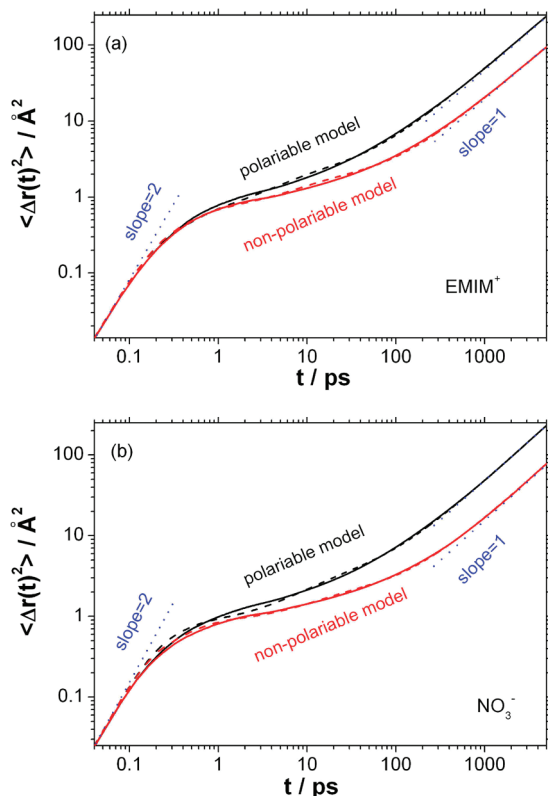 (a)
100
10
1
0.1
<Δr(t)²> / Å²
polariable model
non-polariable model
slope=2
slope=1
EMIM⁺
0.1 1 10 100 1000
t / ps
(b)
100
10
1
0.1
<Δr(t)²> / Å²
polariable model
non-polariable model
slope=2
slope=1
NO₃⁻
0.1 1 10 100 1000
t / ps